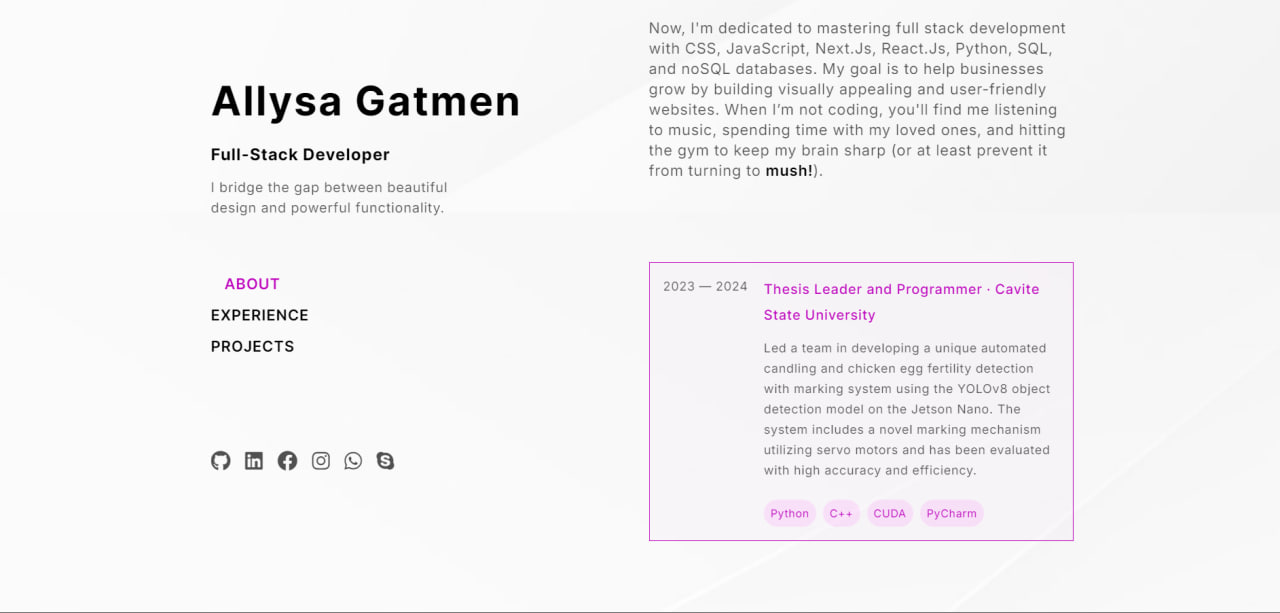 Allysa Gatmen
Full-Stack Developer
I bridge the gap between beautiful
design and powerful functionality.
ABOUT
EXPERIENCE
PROJECTS
Now, I'm dedicated to mastering full stack development
with CSS, JavaScript, Next.Js, React.Js, Python, SQL,
and noSQL databases. My goal is to help businesses
grow by building visually appealing and user-friendly
websites. When I’m not coding, you'll find me listening
to music, spending time with my loved ones, and hitting
the gym to keep my brain sharp (or at least prevent it
from turning to mush!).
2023 — 2024
Thesis Leader and Programmer · Cavite
State University
Led a team in developing a unique automated
candling and chicken egg fertility detection
with marking system using the YOLOv8 object
detection model on the Jetson Nano. The
system includes a novel marking mechanism
utilizing servo motors and has been evaluated
with high accuracy and efficiency.
Python C++ CUDA PyCharm